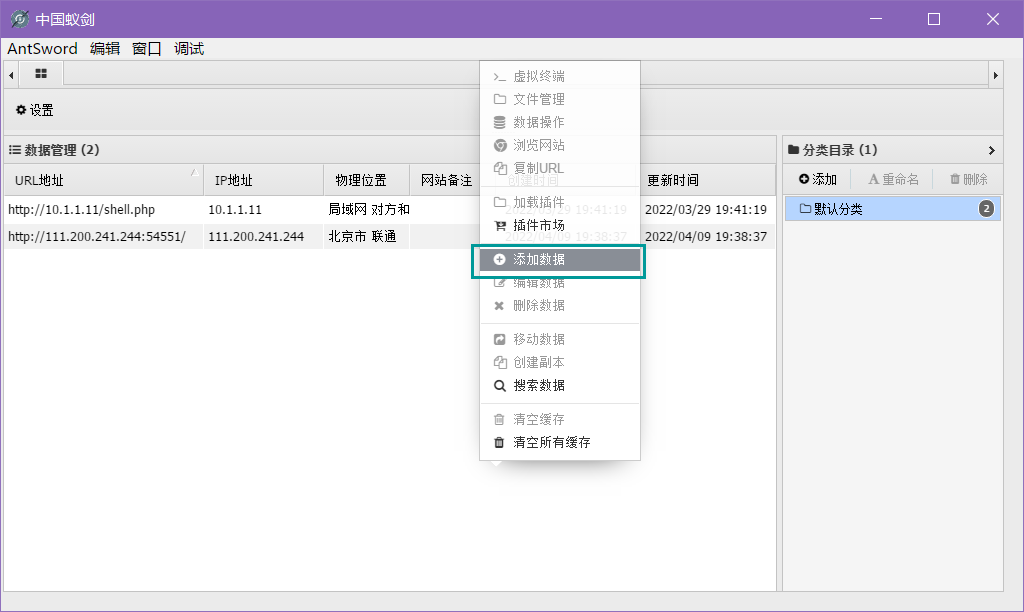 中国蚁剑
AntSword 编辑 窗口 调试
设置
数据管理 (2)
URL地址 IP地址 物理位置 网站备注 创建时间 更新时间
http://10.1.1.11/shell.php 10.1.1.11 局域网 对方和 2022/03/29 19:41:19 2022/03/29 19:41:19
http://111.200.241.244:54551/ 111.200.241.244 北京市 联通 2022/04/09 19:38:37 2022/04/09 19:38:37
虚拟终端
文件管理
数据操作
浏览网站
复制URL
加载插件
插件市场
添加数据
编辑数据
删除数据
移动数据
创建副本
搜索数据
清空缓存
清空所有缓存
分类目录 (1)
添加 重命名 删除
默认分类 2